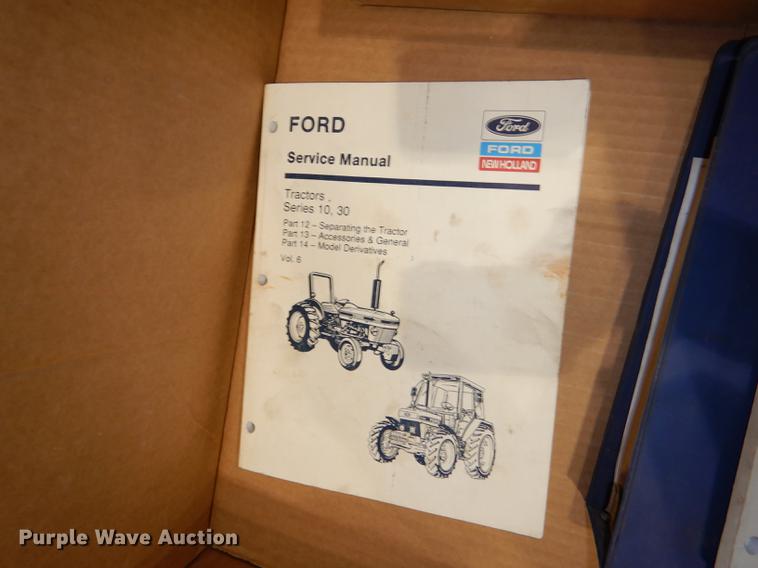 FORD
Ford
FORD
NEW HOLLAND
Service Manual
Tractors
Series 10, 30
Part 12 – Separating the Tractor
Part 13 – Accessories & General
Part 14 – Model Derivatives
Vol. 6
Purple Wave Auction®